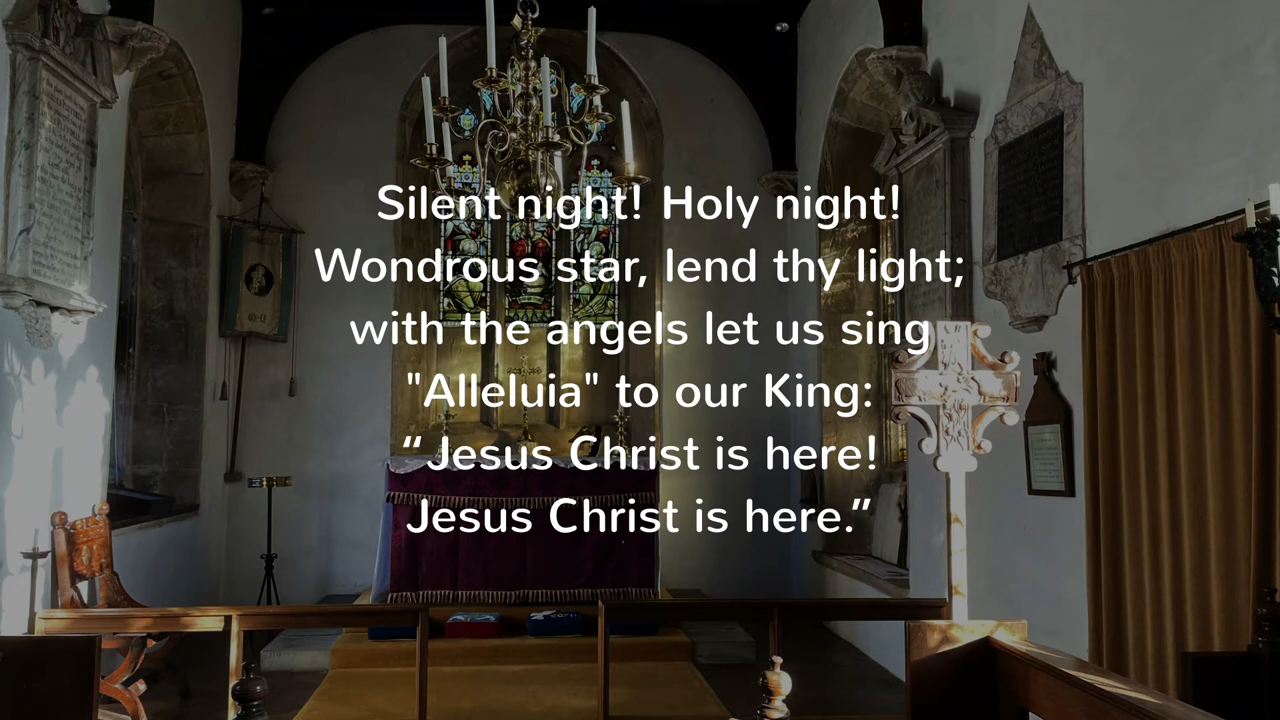 Silent night! Holy night!
Wondrous star, lend thy light;
with the angels let us sing
"Alleluia" to our King:
“Jesus Christ is here!
Jesus Christ is here.”